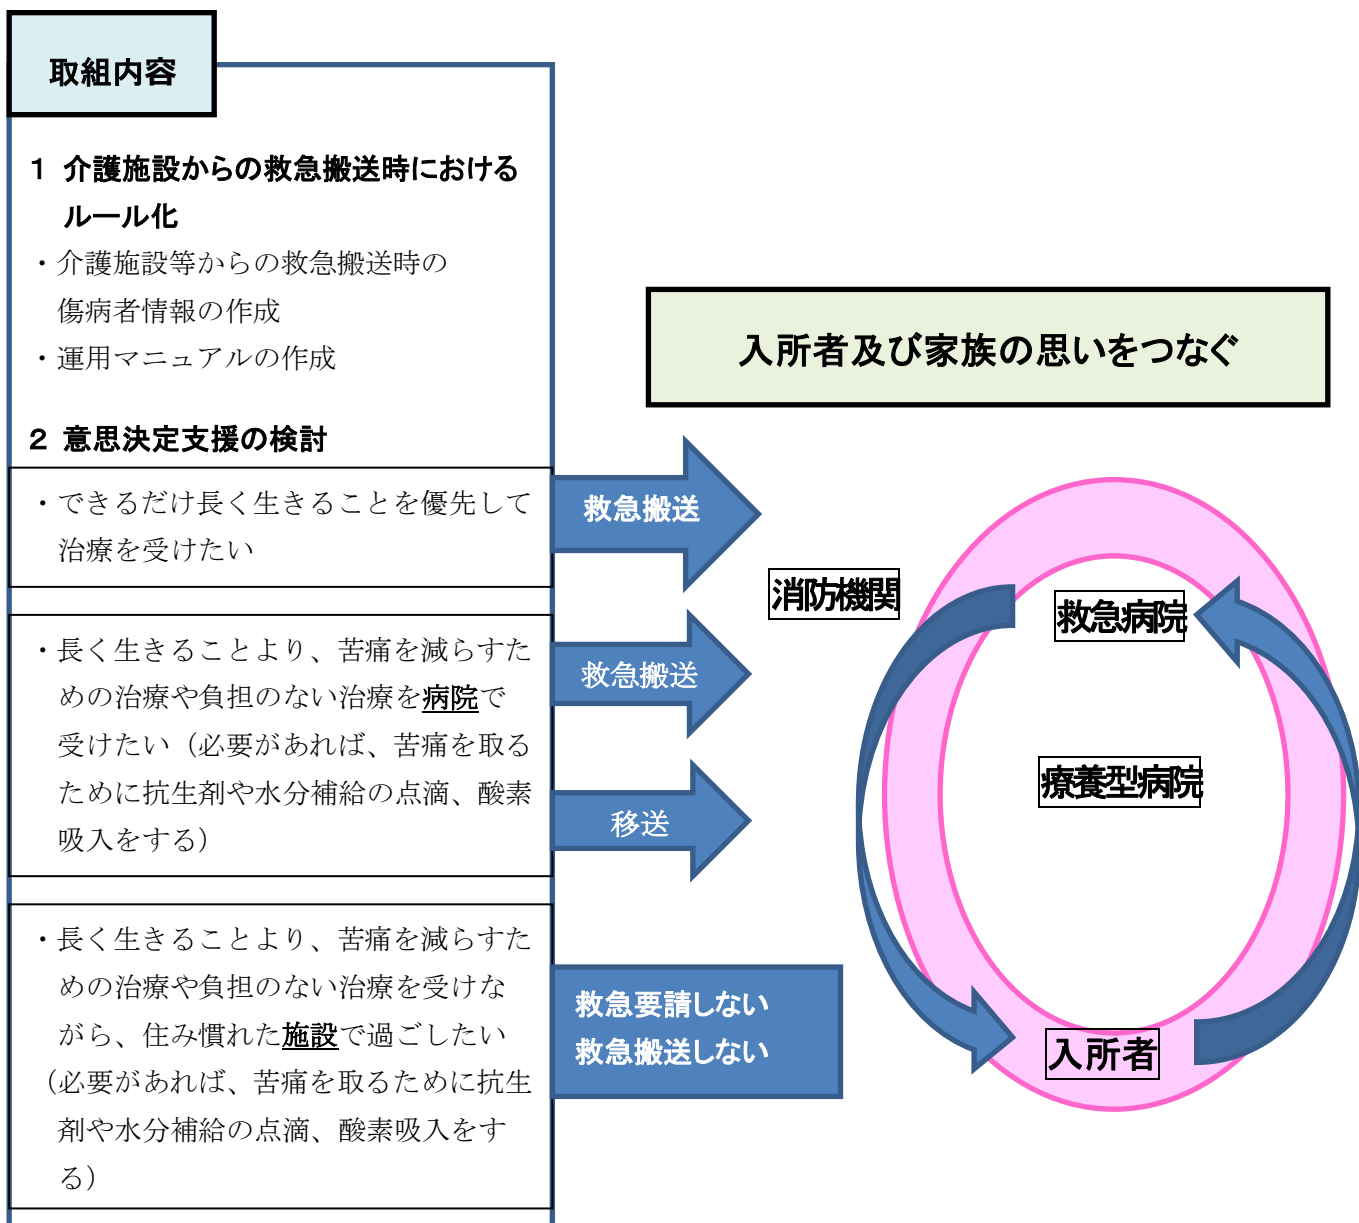 取組内容
１ 介護施設からの救急搬送時における
ルール化
・介護施設等からの救急搬送時の
傷病者情報の作成
・運用マニュアルの作成
２ 意思決定支援の検討
・できるだけ長く生きることを優先して
治療を受けたい
・長く生きることより、苦痛を減らすた
めの治療や負担のない治療を病院で
受けたい（必要があれば、苦痛を取る
ために抗生剤や水分補給の点滴、酸素
吸入をする）
・長く生きることより、苦痛を減らすた
めの治療や負担のない治療を受けな
がら、住み慣れた施設で過ごしたい
（必要があれば、苦痛を取るために抗生
剤や水分補給の点滴、酸素吸入をす
る）
救急搬送
救急搬送
移送
救急要請しない
救急搬送しない
入所者及び家族の思いをつなぐ
消防機関
救急病院
療養型病院
入所者